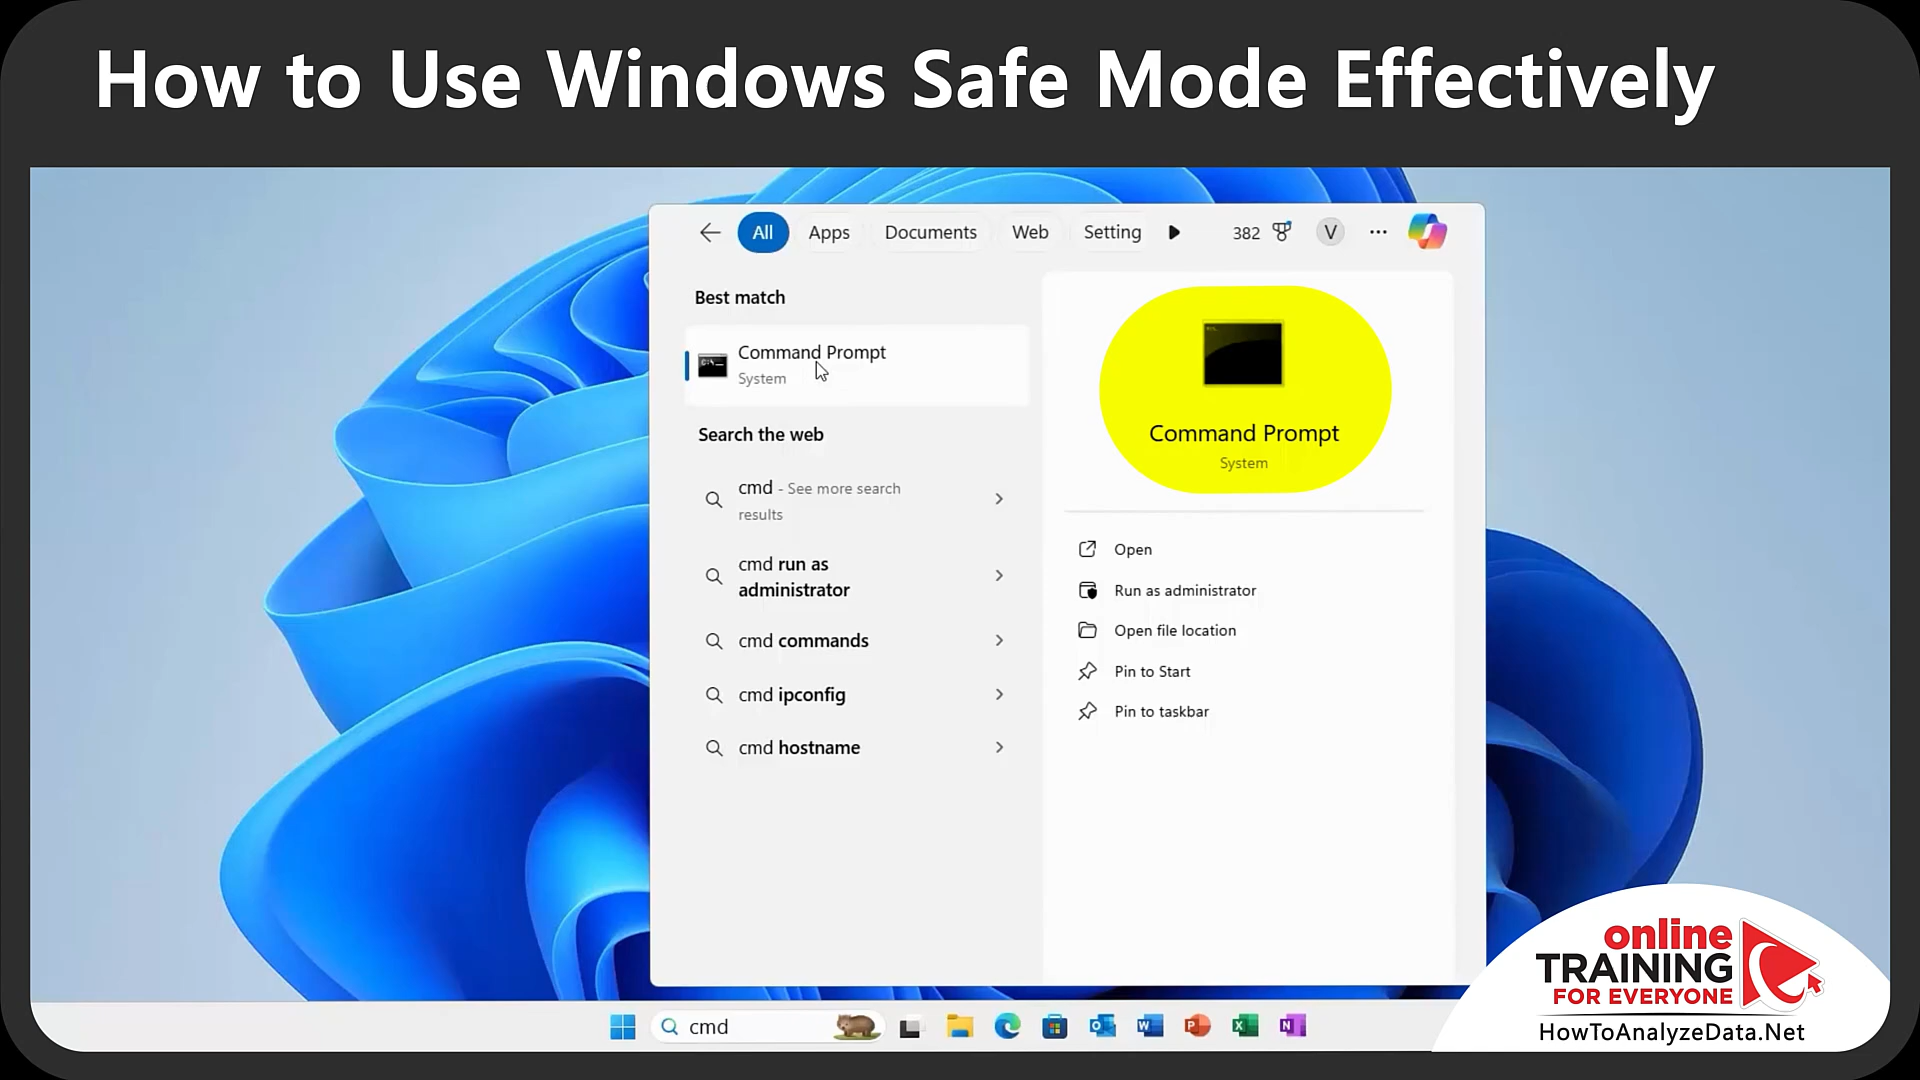 How to Use Windows Safe Mode Effectively
All Apps Documents Web Setting 382 V
Best match
Command Prompt
System
Search the web
cmd - See more search
results
cmd run as
administrator
cmd commands
cmd ipconfig
cmd hostname
Command Prompt
System
Open
Run as administrator
Open file location
Pin to Start
Pin to taskbar
cmd
online
TRAINING
FOR EVERYONE
HowToAnalyzeData.Net